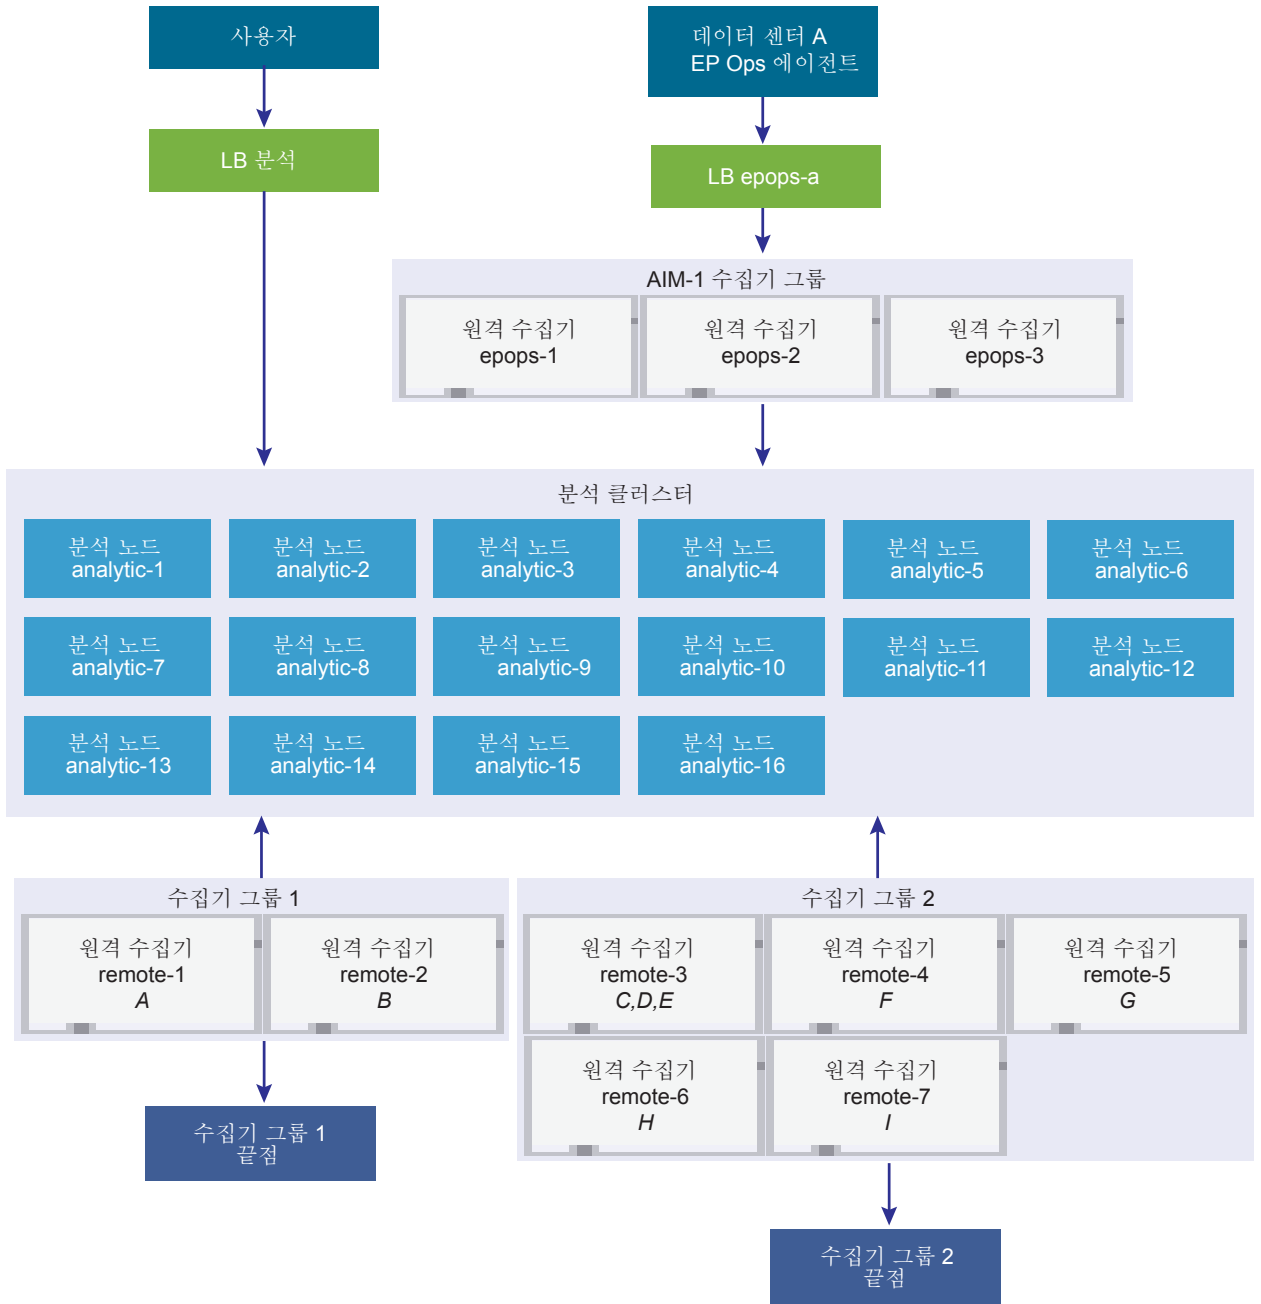 사용자
데이터 센터 A
EP Ops 에이전트
LB 분석
LB epops-a
AIM-1 수집기 그룹
원격 수집기
epops-1
원격 수집기
epops-2
원격 수집기
epops-3
분석 클러스터
분석 노드
analytic-1
분석 노드
analytic-2
분석 노드
analytic-3
분석 노드
analytic-4
분석 노드
analytic-5
분석 노드
analytic-6
분석 노드
analytic-7
분석 노드
analytic-8
분석 노드
analytic-9
분석 노드
analytic-10
분석 노드
analytic-11
분석 노드
analytic-12
분석 노드
analytic-13
분석 노드
analytic-14
분석 노드
analytic-15
분석 노드
analytic-16
수집기 그룹 1
원격 수집기
remote-1
A
원격 수집기
remote-2
B
수집기 그룹 2
원격 수집기
remote-3
C,D,E
원격 수집기
remote-4
F
원격 수집기
remote-5
G
원격 수집기
remote-6
H
원격 수집기
remote-7
I
수집기 그룹 1
끝점
수집기 그룹 2
끝점